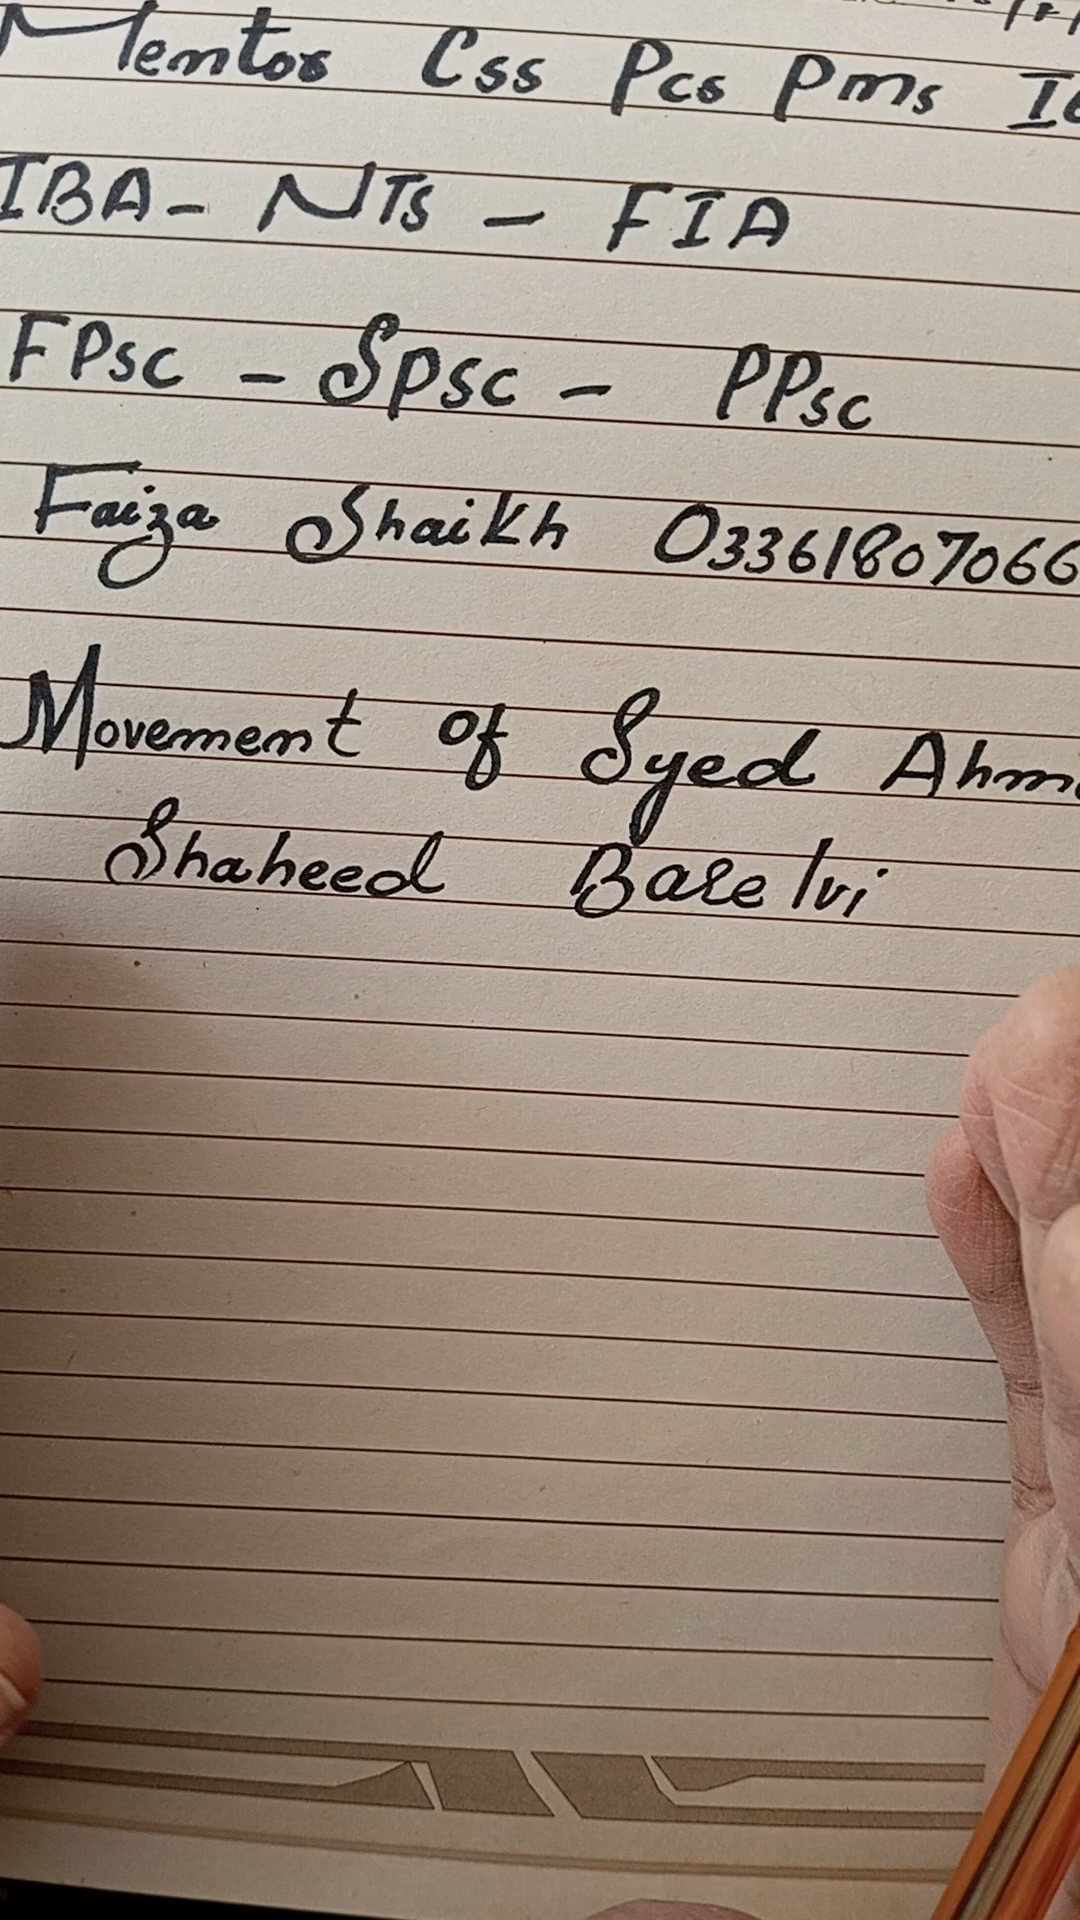 Mentor Css Pcs Pms
IBA - NTS - FIA
FPsc - Spsc - PPsc
Faiza Shaikh 03361807066
Movement of Syed
Shaheed Barelvi